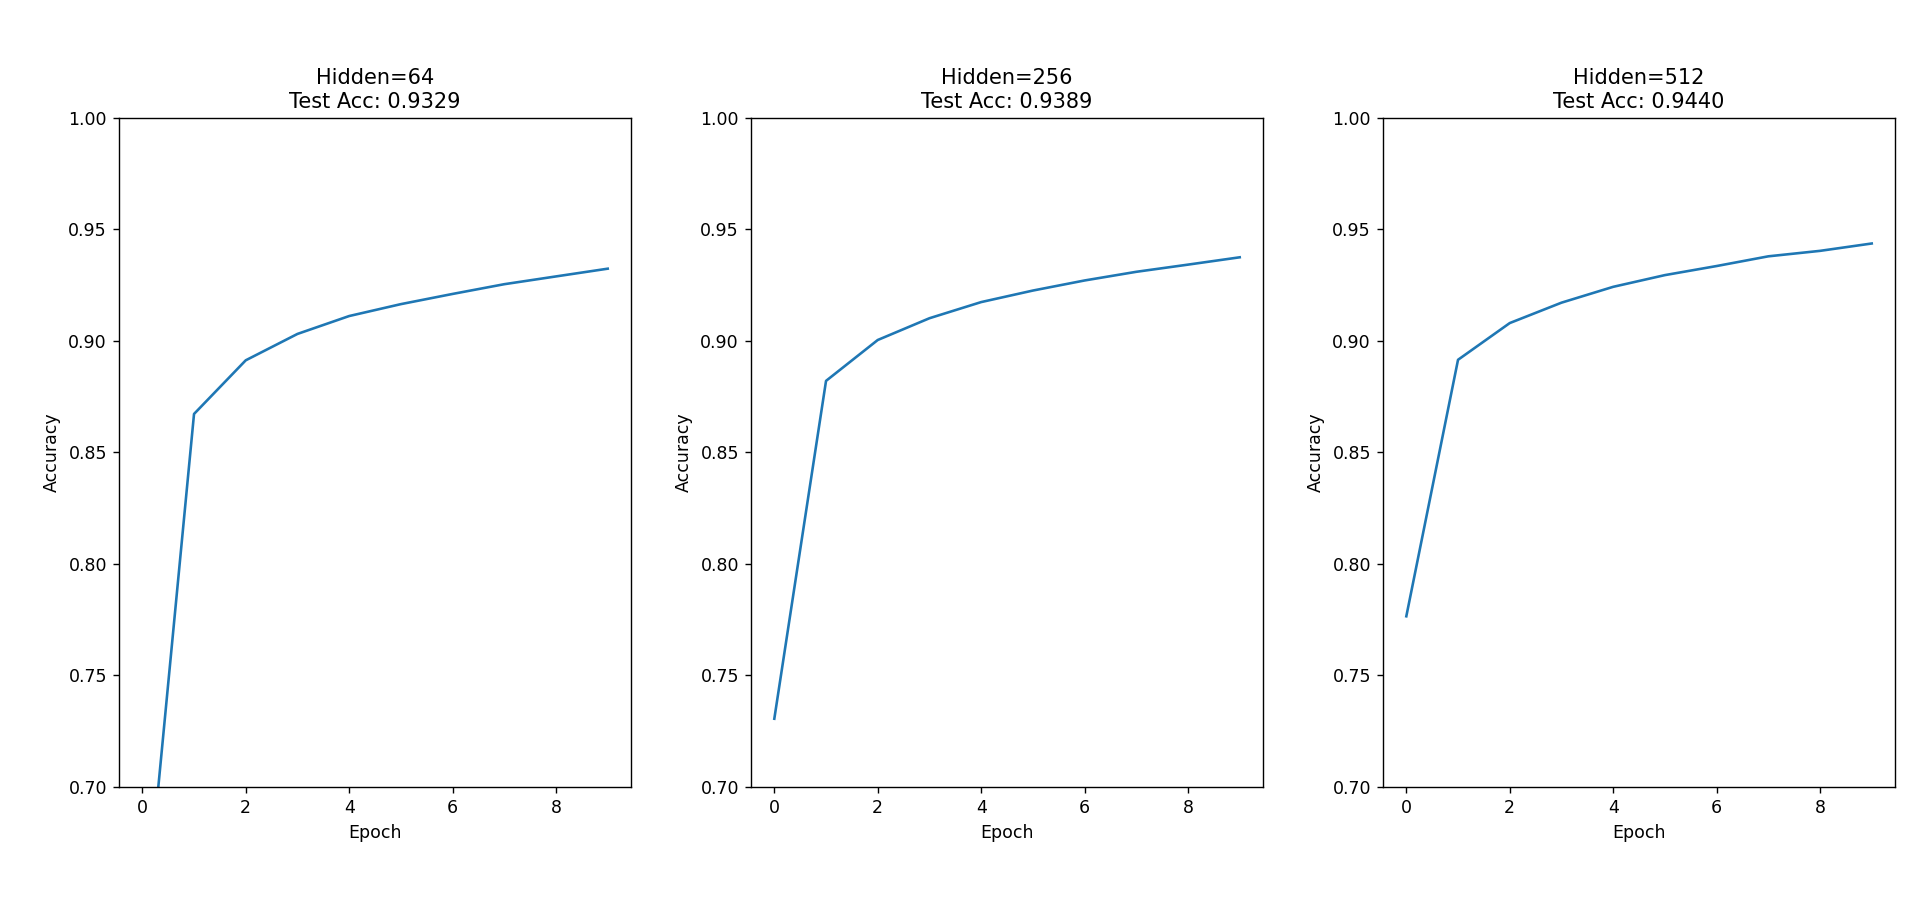 Hidden=64
Test Acc: 0.9329
1.00
0.95
0.90
0.85
0.80
0.75
0.70
Accuracy
0 2 4 6 8
Epoch
Hidden=256
Test Acc: 0.9389
1.00
0.95
0.90
0.85
0.80
0.75
0.70
Accuracy
0 2 4 6 8
Epoch
Hidden=512
Test Acc: 0.9440
1.00
0.95
0.90
0.85
0.80
0.75
0.70
Accuracy
0 2 4 6 8
Epoch